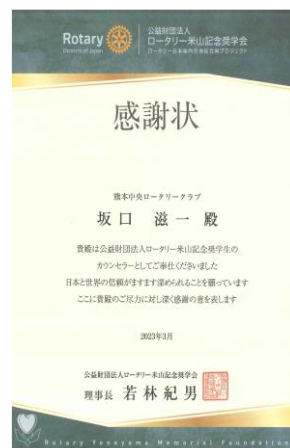 Rotary
Districts of Japan
公益財団法人
ロータリー米山記念奨学会
感謝状
熊本中央ロータリークラブ
坂口 滋一 殿
貴殿は公益財団法人ロータリー米山記念奨学生の
カウンセラーとしてご奉仕くださいました
日本と世界の信頼がますます深められることを願っています
ここに貴殿のご尽力に対し深く感謝の意を表します
2023年3月
公益財団法人ロータリー米山記念奨学会
理事長 若林紀男
Rotary Yoneyama Memorial Foundation